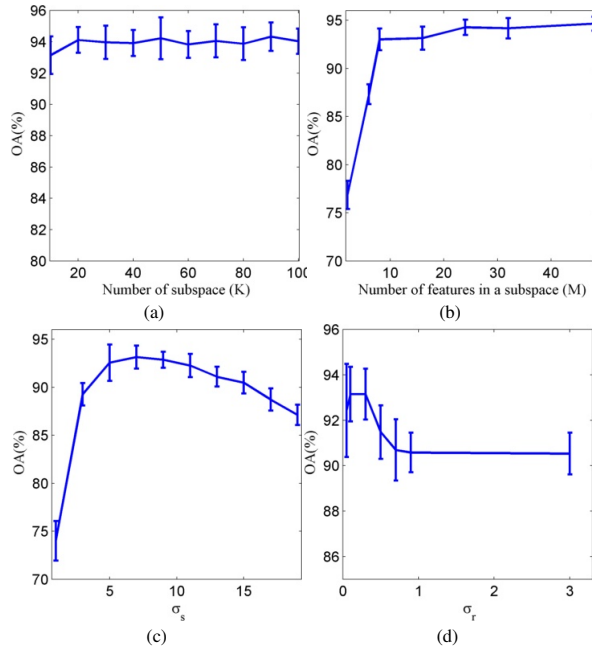 96
94
92
90
88
86
84
82
80
OA(%)
20 40 60 80 100
Number of subspace (K)
(a)
95
90
85
80
75
70
OA(%)
10 20 30 40
Number of features in a subspace (M)
(b)
95
90
85
80
75
70
OA(%)
5 10 15
σs
(c)
96
94
92
90
88
86
OA(%)
0 1 2 3
σr
(d)